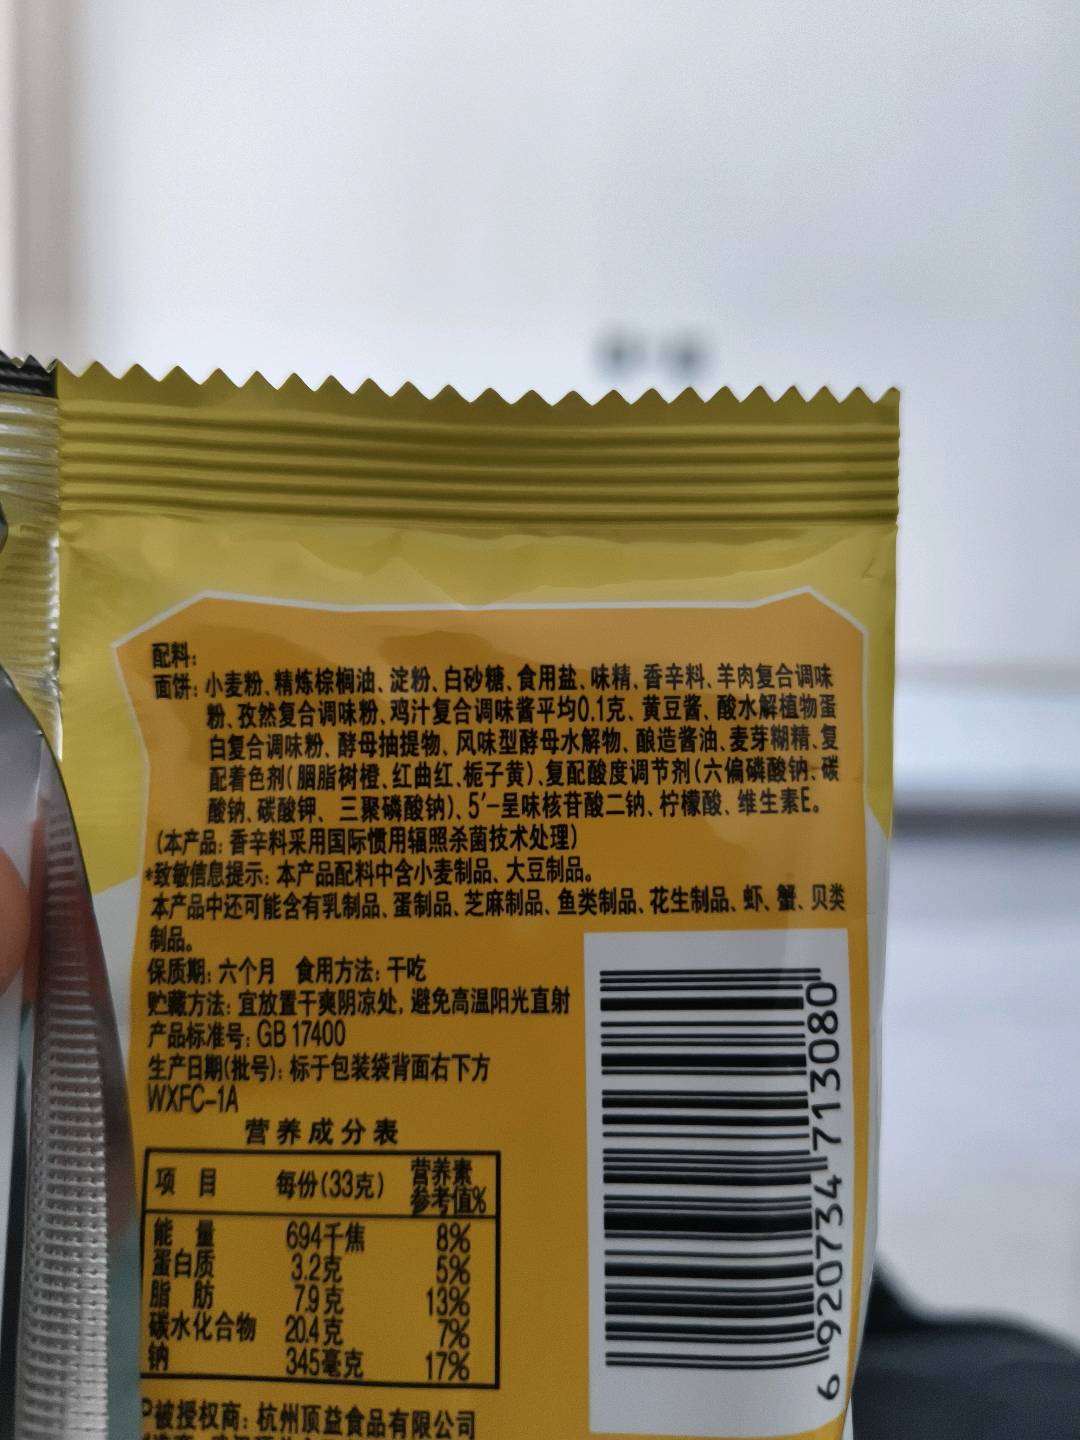 配料:
面饼: 小麦粉、精炼棕榈油、淀粉、白砂糖、食用盐、味精、香辛料、羊肉复合调味
粉、孜然复合调味粉、鸡汁复合调味酱平均0.1克、黄豆酱、酸水解植物蛋
白复合调味粉、酵母抽提物、风味型酵母水解物、酿造酱油、麦芽糊精、复
配着色剂(胭脂树橙、红曲红、栀子黄)、复配酸度调节剂(六偏磷酸钠、碳
酸钠、碳酸钾、三聚磷酸钠)、5′-呈味核苷酸二钠、柠檬酸、维生素E。
(本产品: 香辛料采用国际惯用辐照杀菌技术处理)
*致敏信息提示: 本产品配料中含小麦制品、大豆制品。
本产品中还可能含有乳制品、蛋制品、芝麻制品、鱼类制品、花生制品、虾、蟹、贝类
制品。
保质期: 六个月 食用方法: 干吃
贮藏方法: 宜放置干爽阴凉处, 避免高温阳光直射
产品标准号: GB 17400
生产日期(批号): 标于包装袋背面右下方
WXFC-1A
营养成分表
项目 每份(33克) 营养素参考值%
能量 694千焦 8%
蛋白质 3.2克 5%
脂肪 7.9克 13%
碳水化合物 20.4克 7%
钠 345毫克 17%
P被授权商: 杭州顶益食品有限公司
6 920734 713080